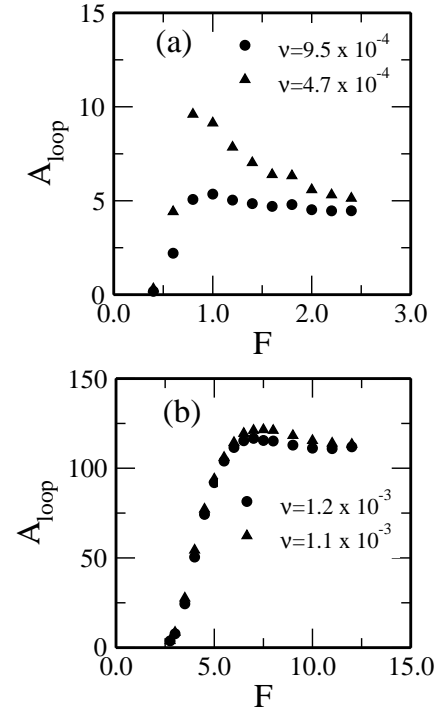 (a)
● ν=9.5 x 10⁻⁴
▲ ν=4.7 x 10⁻⁴
15
10
5
0
A_loop
0.0 1.0 2.0 3.0
F
(b)
150
100
50
0
A_loop
● ν=1.2 x 10⁻³
▲ ν=1.1 x 10⁻³
0.0 5.0 10.0 15.0
F